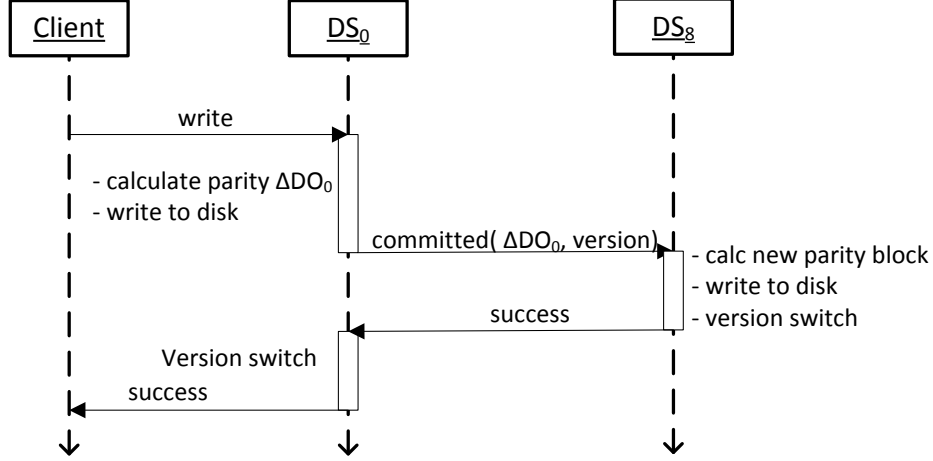 Client
DS₀
DS₈
write
- calculate parity ΔDO₀
- write to disk
committed( ΔDO₀, version)
- calc new parity block
- write to disk
- version switch
success
Version switch
success